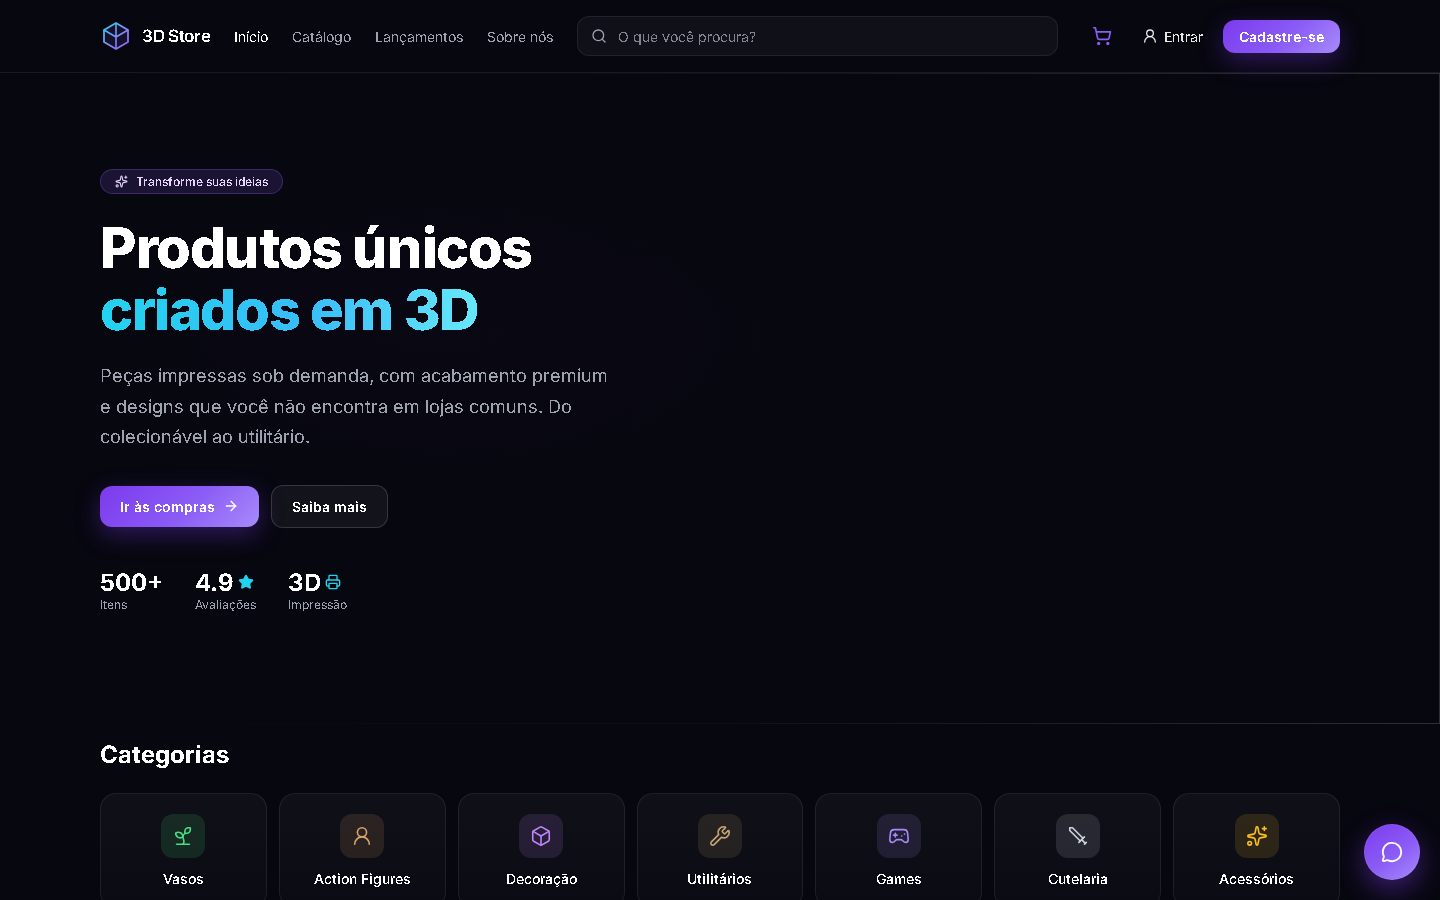 3D Store
Início
Catálogo
Lançamentos
Sobre nós
O que você procura?
Entrar
Cadastre-se
Transforme suas ideias
Produtos únicos
criados em 3D
Peças impressas sob demanda, com acabamento premium
e designs que você não encontra em lojas comuns. Do
colecionável ao utilitário.
Ir às compras
Saiba mais
500+
Itens
4.9
Avaliações
3D
Impressão
Categorias
Vasos
Action Figures
Decoração
Utilitários
Games
Cutelaria
Acessórios